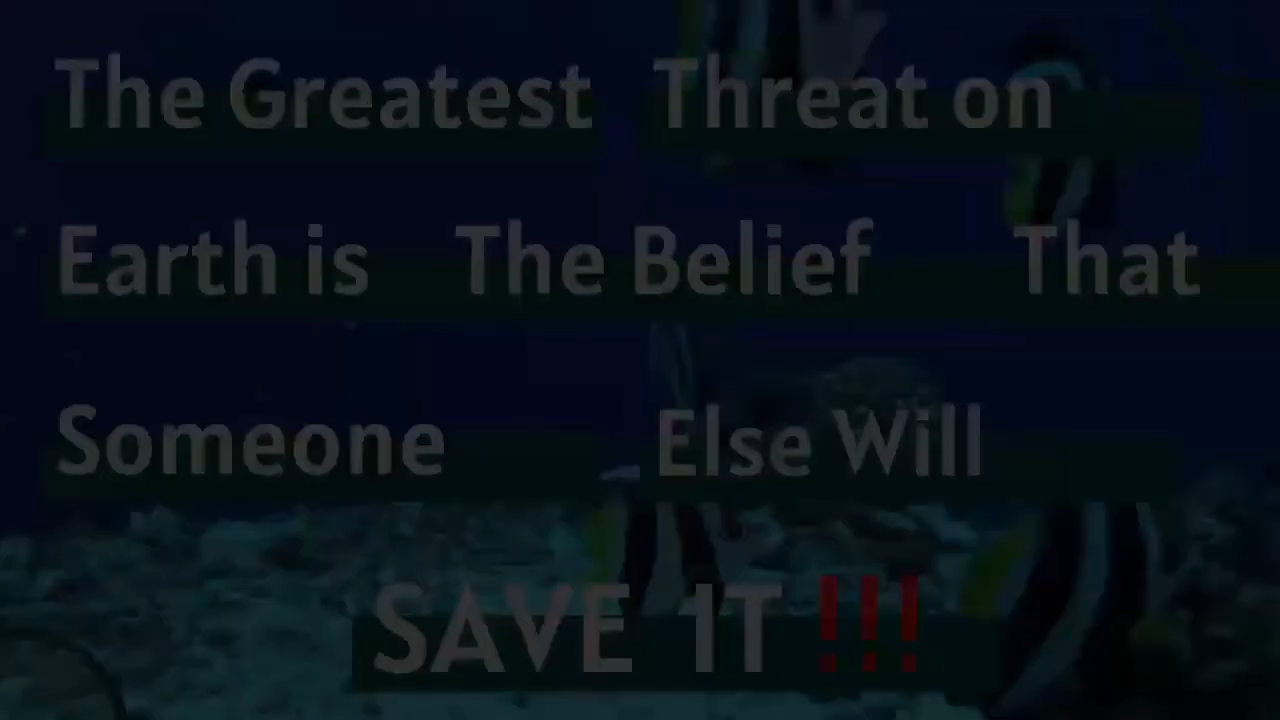 The Greatest Threat on
Earth is The Belief That
Someone Else Will
SAVE IT !!!